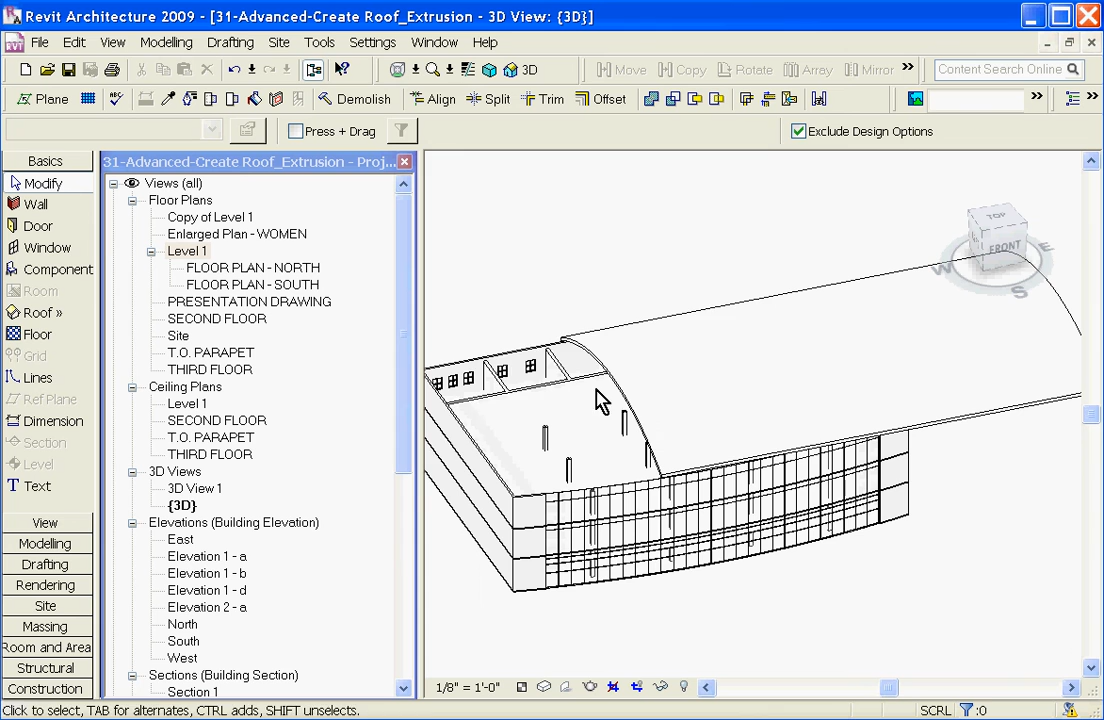 Revit Architecture 2009 - [31-Advanced-Create Roof_Extrusion - 3D View: {3D}]
File Edit View Modelling Drafting Site Tools Settings Window Help
3D Move Copy Rotate Array Mirror » Content Search Online
Plane Demolish Align Split Trim Offset » »
Press + Drag Exclude Design Options
Basics
Modify
Wall
Door
Window
Component
Room
Roof »
Floor
Grid
Lines
Ref Plane
Dimension
Section
Level
Text
View
Modelling
Drafting
Rendering
Site
Massing
Room and Area
Structural
Construction
31-Advanced-Create Roof_Extrusion - Proj...
Views (all)
Floor Plans
Copy of Level 1
Enlarged Plan - WOMEN
Level 1
FLOOR PLAN - NORTH
FLOOR PLAN - SOUTH
PRESENTATION DRAWING
SECOND FLOOR
Site
T.O. PARAPET
THIRD FLOOR
Ceiling Plans
Level 1
SECOND FLOOR
T.O. PARAPET
THIRD FLOOR
3D Views
3D View 1
{3D}
Elevations (Building Elevation)
East
Elevation 1 - a
Elevation 1 - b
Elevation 1 - d
Elevation 2 - a
North
South
West
Sections (Building Section)
Section 1
TOP
FRONT
W
E
S
1/8" = 1'-0"
Click to select, TAB for alternates, CTRL adds, SHIFT unselects.
SCRL :0